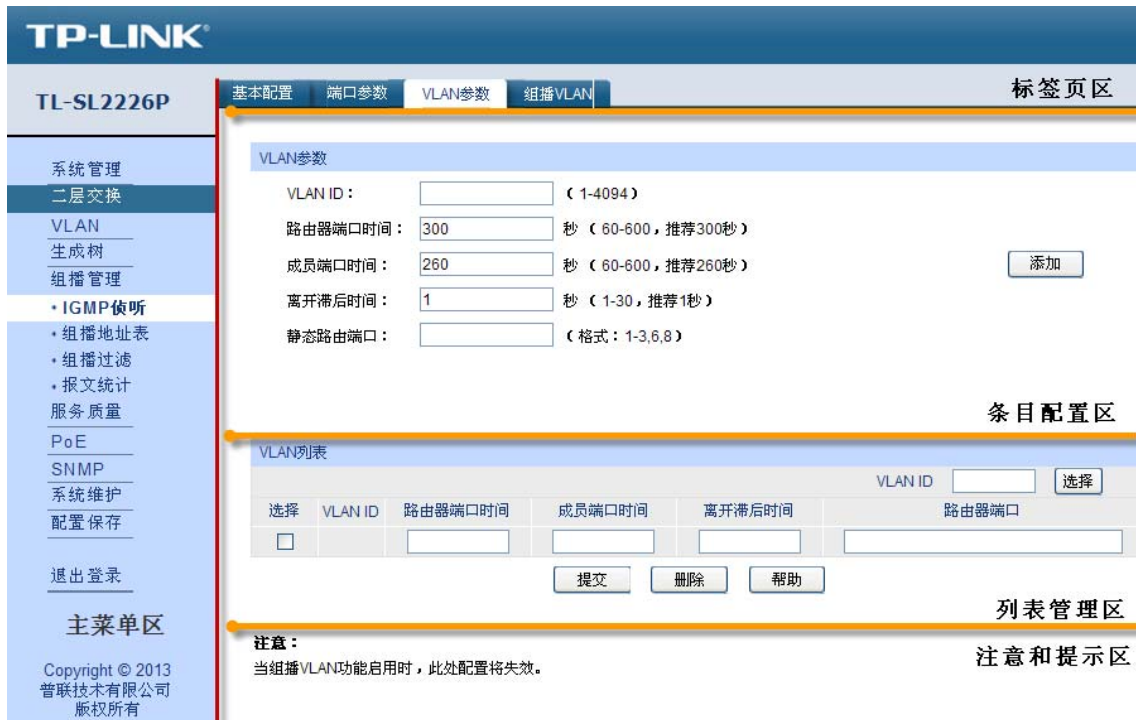 TP-LINK®
TL-SL2226P
基本配置 端口参数 VLAN参数 组播VLAN
标签页区
系统管理
二层交换
VLAN
生成树
组播管理
·IGMP侦听
·组播地址表
·组播过滤
·报文统计
服务质量
PoE
SNMP
系统维护
配置保存
退出登录
主菜单区
Copyright © 2013
普联技术有限公司
版权所有
VLAN参数
VLAN ID： （1-4094）
路由器端口时间： 300 秒（60-600，推荐300秒）
成员端口时间： 260 秒（60-600，推荐260秒）
添加
离开滞后时间： 1 秒（1-30，推荐1秒）
静态路由端口： （格式：1-3,6,8）
条目配置区
VLAN列表
VLAN ID 选择
选择 VLAN ID 路由器端口时间 成员端口时间 离开滞后时间 路由器端口
提交 删除 帮助
列表管理区
注意：
当组播VLAN功能启用时，此处配置将失效。
注意和提示区